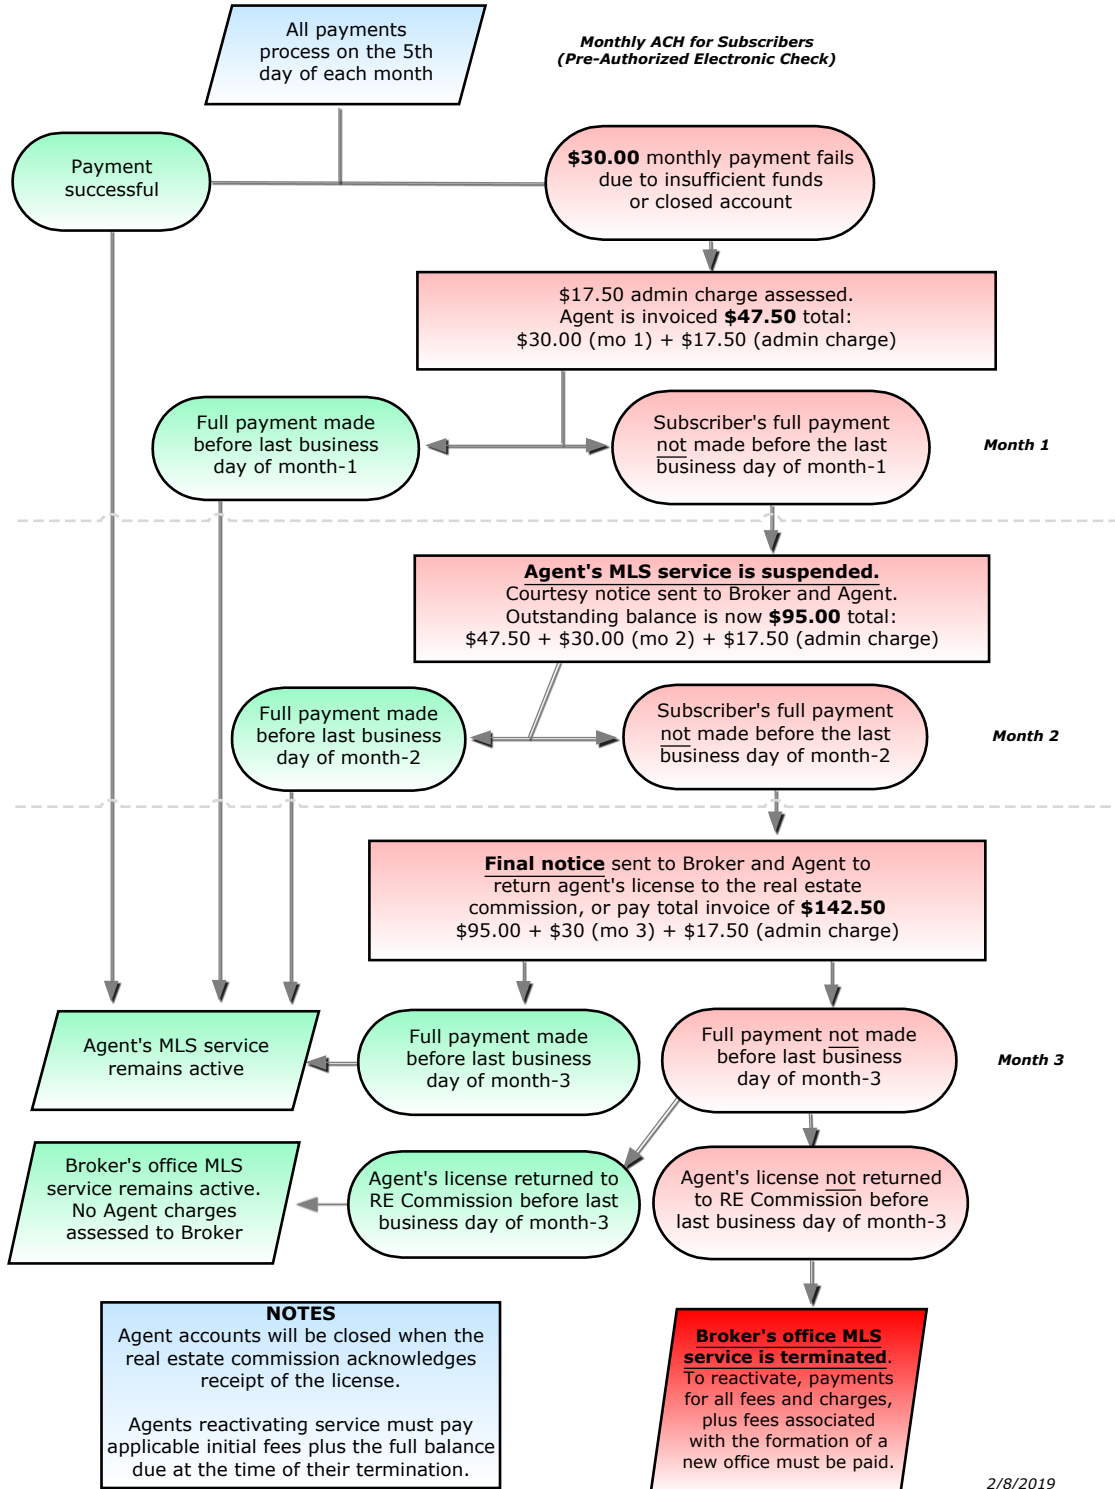 All payments
process on the 5th
day of each month
Monthly ACH for Subscribers
(Pre-Authorized Electronic Check)
Payment
successful
$30.00 monthly payment fails
due to insufficient funds
or closed account
$17.50 admin charge assessed.
Agent is invoiced $47.50 total:
$30.00 (mo 1) + $17.50 (admin charge)
Full payment made
before last business
day of month-1
Subscriber's full payment
not made before the last
business day of month-1
Month 1
Agent's MLS service is suspended.
Courtesy notice sent to Broker and Agent.
Outstanding balance is now $95.00 total:
$47.50 + $30.00 (mo 2) + $17.50 (admin charge)
Full payment made
before last business
day of month-2
Subscriber's full payment
not made before the last
business day of month-2
Month 2
Final notice sent to Broker and Agent to
return agent's license to the real estate
commission, or pay total invoice of $142.50
$95.00 + $30 (mo 3) + $17.50 (admin charge)
Agent's MLS service
remains active
Full payment made
before last business
day of month-3
Full payment not made
before last business
day of month-3
Month 3
Broker's office MLS
service remains active.
No Agent charges
assessed to Broker
Agent's license returned to
RE Commission before last
business day of month-3
Agent's license not returned
to RE Commission before
last business day of month-3
NOTES
Agent accounts will be closed when the
real estate commission acknowledges
receipt of the license.
Agents reactivating service must pay
applicable initial fees plus the full balance
due at the time of their termination.
Broker's office MLS
service is terminated.
To reactivate, payments
for all fees and charges,
plus fees associated
with the formation of a
new office must be paid.
2/8/2019